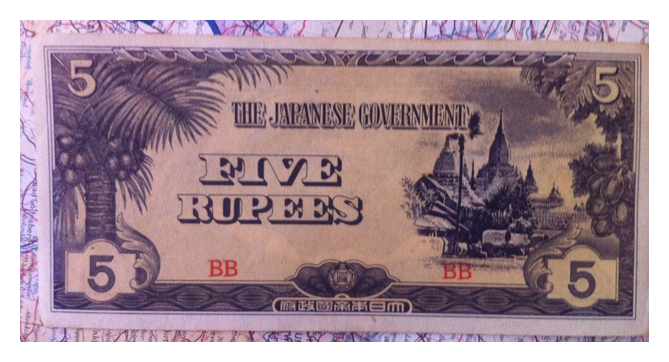 5 5
THE JAPANESE GOVERNMENT
FIVE
RUPEES
BB BB
5 5
大日本帝國政府